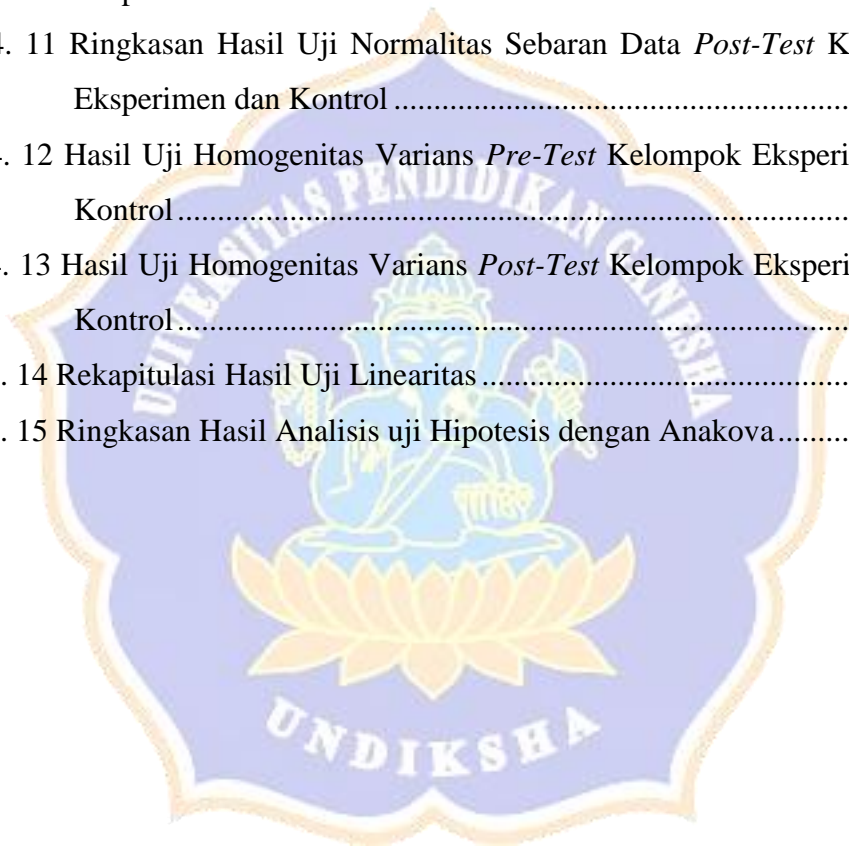 4. 11 Ringkasan Hasil Uji Normalitas Sebaran Data Post-Test K
Eksperimen dan Kontrol ..........................................................
. 12 Hasil Uji Homogenitas Varians Pre-Test Kelompok Eksperi
Kontrol .....................................................................................
. 13 Hasil Uji Homogenitas Varians Post-Test Kelompok Eksperi
Kontrol .....................................................................................
. 14 Rekapitulasi Hasil Uji Linearitas ...............................................
. 15 Ringkasan Hasil Analisis uji Hipotesis dengan Anakova .........
UNIVERSITAS PENDIDIKAN GANESHA
UNDIKSHA